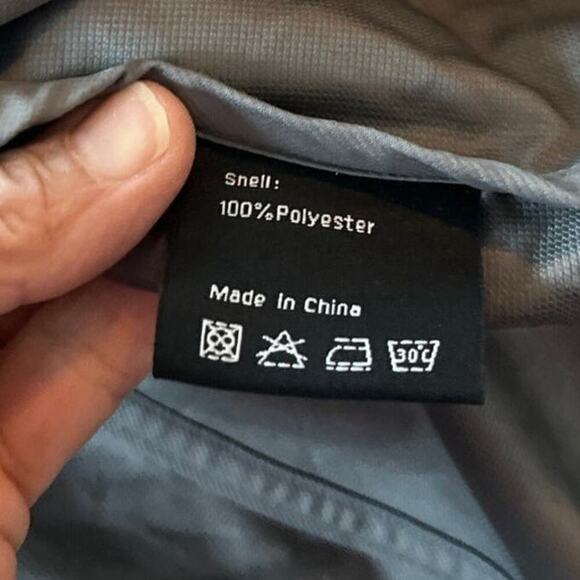 Snell:
100%Polyester
Made In China
30℃